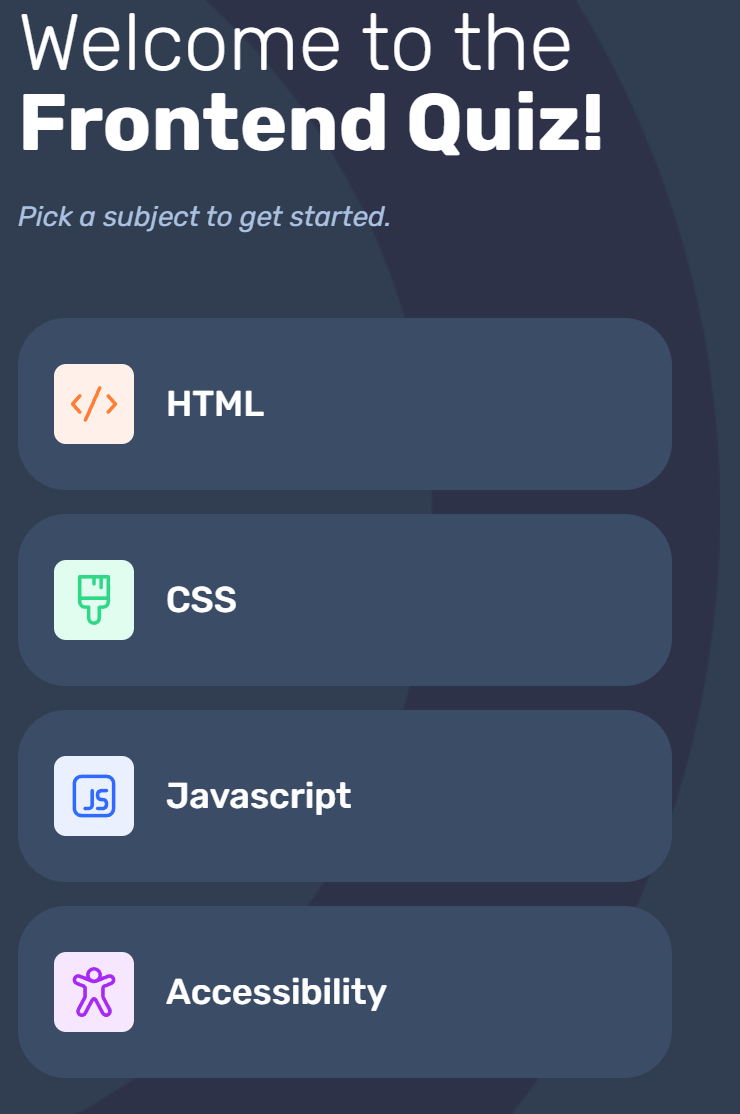 Welcome to the
Frontend Quiz!
Pick a subject to get started.
HTML
CSS
JS
Javascript
Accessibility